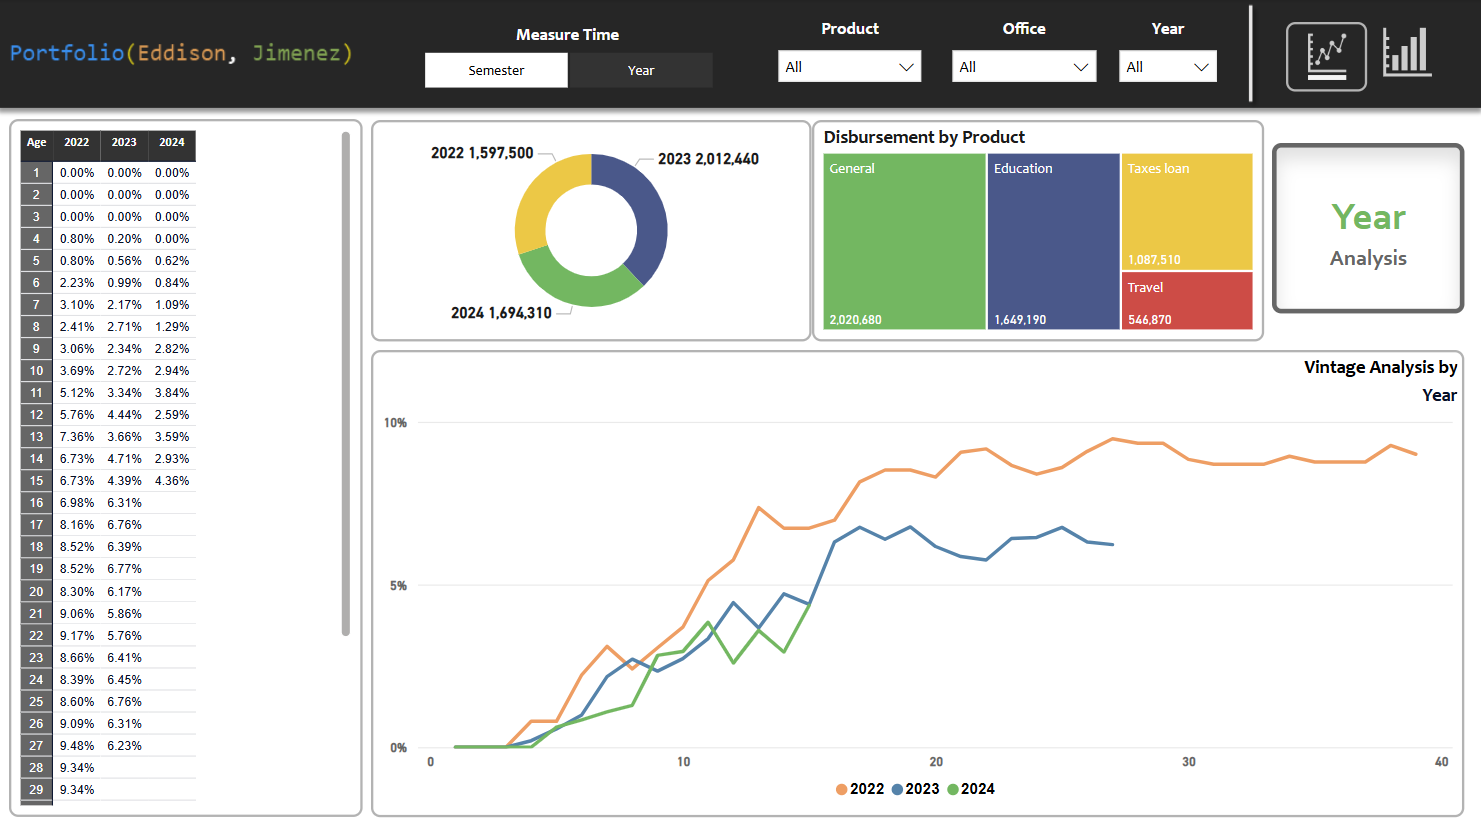 Portfolio(Eddison, Jimenez)
Measure Time
Semester
Year
Product
All
Office
All
Year
All
Age 2022 2023 2024
1 0.00% 0.00% 0.00%
2 0.00% 0.00% 0.00%
3 0.00% 0.00% 0.00%
4 0.80% 0.20% 0.00%
5 0.80% 0.56% 0.62%
6 2.23% 0.99% 0.84%
7 3.10% 2.17% 1.09%
8 2.41% 2.71% 1.29%
9 3.06% 2.34% 2.82%
10 3.69% 2.72% 2.94%
11 5.12% 3.34% 3.84%
12 5.76% 4.44% 2.59%
13 7.36% 3.66% 3.59%
14 6.73% 4.71% 2.93%
15 6.73% 4.39% 4.36%
16 6.98% 6.31%
17 8.16% 6.76%
18 8.52% 6.39%
19 8.52% 6.77%
20 8.30% 6.17%
21 9.06% 5.86%
22 9.17% 5.76%
23 8.66% 6.41%
24 8.39% 6.45%
25 8.60% 6.76%
26 9.09% 6.31%
27 9.48% 6.23%
28 9.34%
29 9.34%
2022 1,597,500
2023 2,012,440
2024 1,694,310
Disbursement by Product
General
2,020,680
Education
1,649,190
Taxes loan
1,087,510
Travel
546,870
Year
Analysis
Vintage Analysis by
Year
10%
5%
0%
0 10 20 30 40
2022 2023 2024